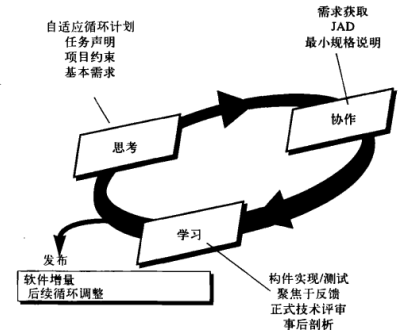 自适应循环计划
任务声明
项目约束
基本需求
需求获取
JAD
最小规格说明
思考
协作
学习
发布
软件增量
后续循环调整
构件实现/测试
聚焦于反馈
正式技术评审
事后剖析